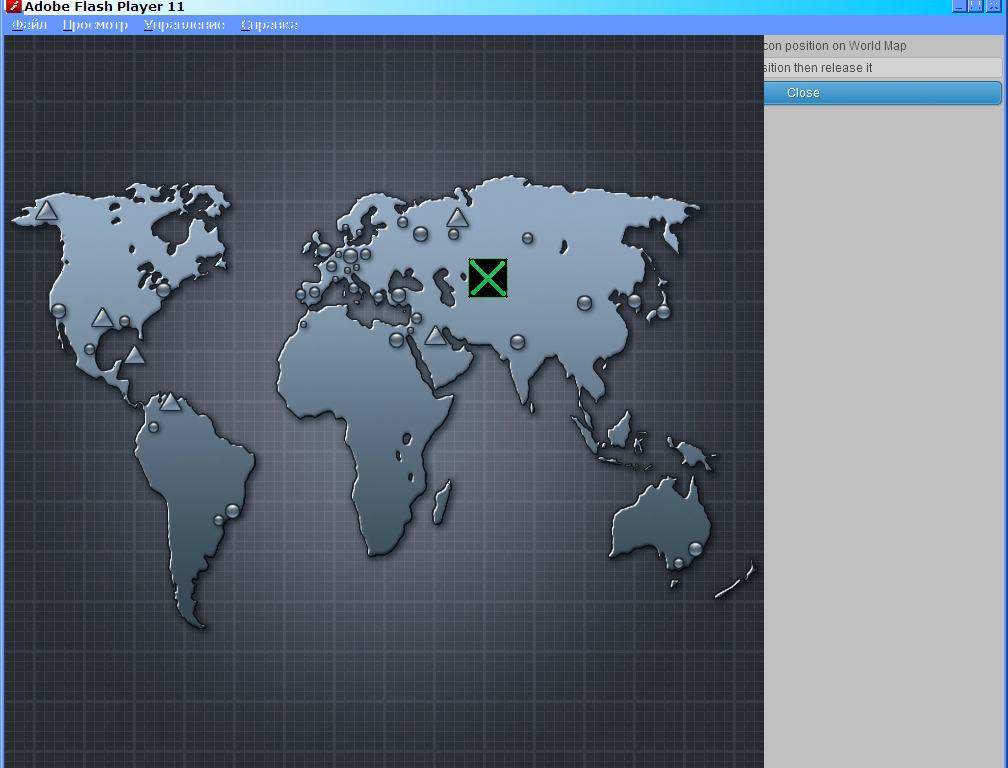 Adobe Flash Player 11
Файл Просмотр Управление Справка
con position on World Map
sition then release it
Close